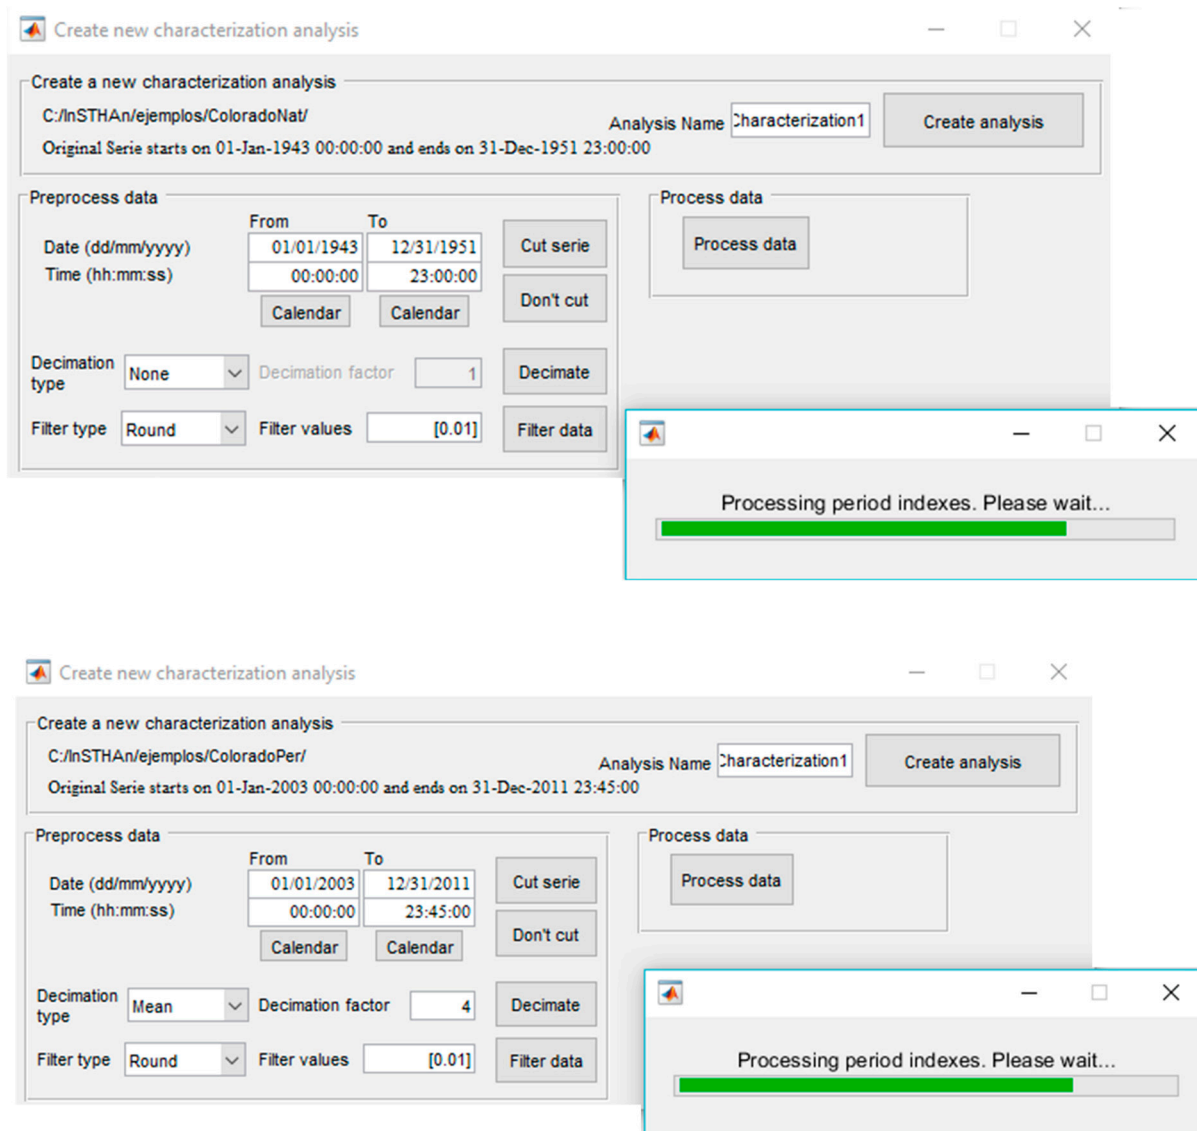 Create new characterization analysis
Create a new characterization analysis
C:/InSTHAn/ejemplos/ColoradoNat/
Analysis Name Characterization1 Create analysis
Original Serie starts on 01-Jan-1943 00:00:00 and ends on 31-Dec-1951 23:00:00
Preprocess data
Process data
From To
Date (dd/mm/yyyy) 01/01/1943 12/31/1951 Cut serie
Process data
Time (hh:mm:ss) 00:00:00 23:00:00
Calendar Calendar Don't cut
Decimation type None Decimation factor 1 Decimate
Filter type Round Filter values [0.01] Filter data
Processing period indexes. Please wait...
Create new characterization analysis
Create a new characterization analysis
C:/InSTHAn/ejemplos/ColoradoPer/
Analysis Name Characterization1 Create analysis
Original Serie starts on 01-Jan-2003 00:00:00 and ends on 31-Dec-2011 23:45:00
Preprocess data
Process data
From To
Date (dd/mm/yyyy) 01/01/2003 12/31/2011 Cut serie
Process data
Time (hh:mm:ss) 00:00:00 23:45:00
Calendar Calendar Don't cut
Decimation type Mean Decimation factor 4 Decimate
Filter type Round Filter values [0.01] Filter data
Processing period indexes. Please wait...